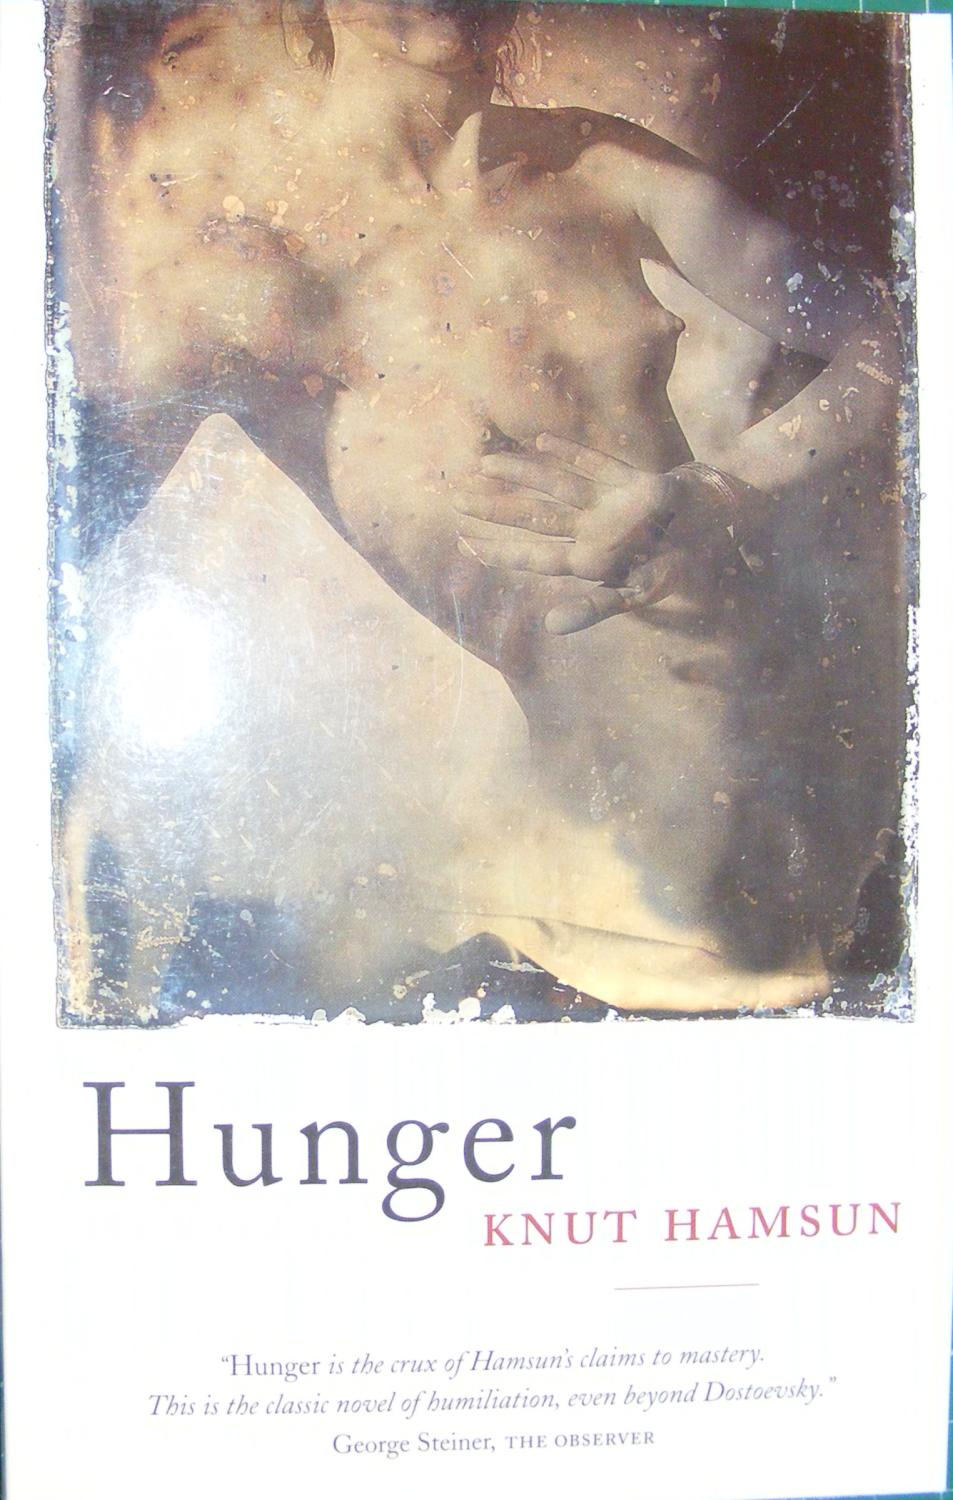 Hunger
KNUT HAMSUN
“Hunger is the crux of Hamsun’s claims to mastery.
This is the classic novel of humiliation, even beyond Dostoevsky.”
George Steiner, THE OBSERVER